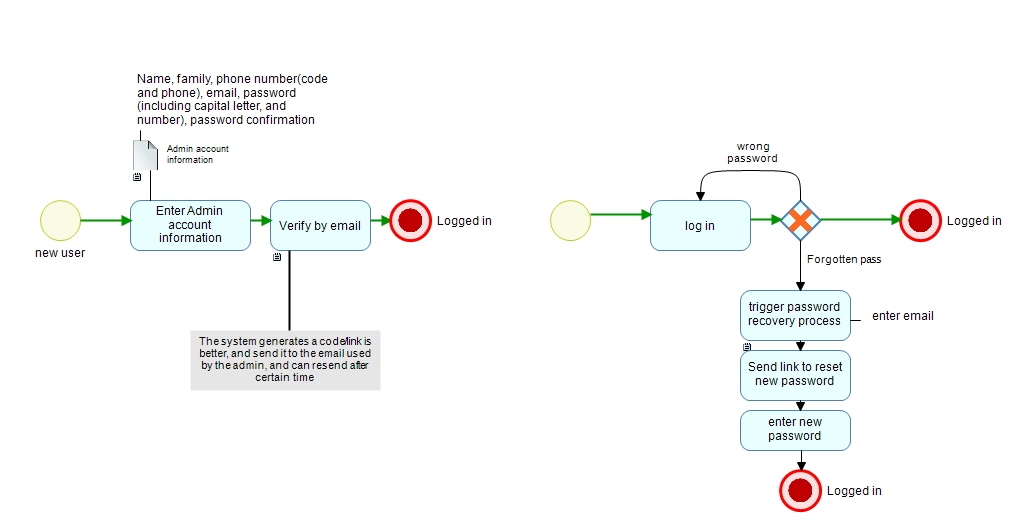 Name, family, phone number(code
and phone), email, password
(including capital letter, and
number), password confirmation
Admin account
information
Enter Admin
account
information
Verify by email
Logged in
new user
The system generates a code/link is
better, and send it to the email used
by the admin, and can resend after
certain time
wrong
password
log in
Logged in
Forgotten pass
trigger password
recovery process
enter email
Send link to reset
new password
enter new
password
Logged in